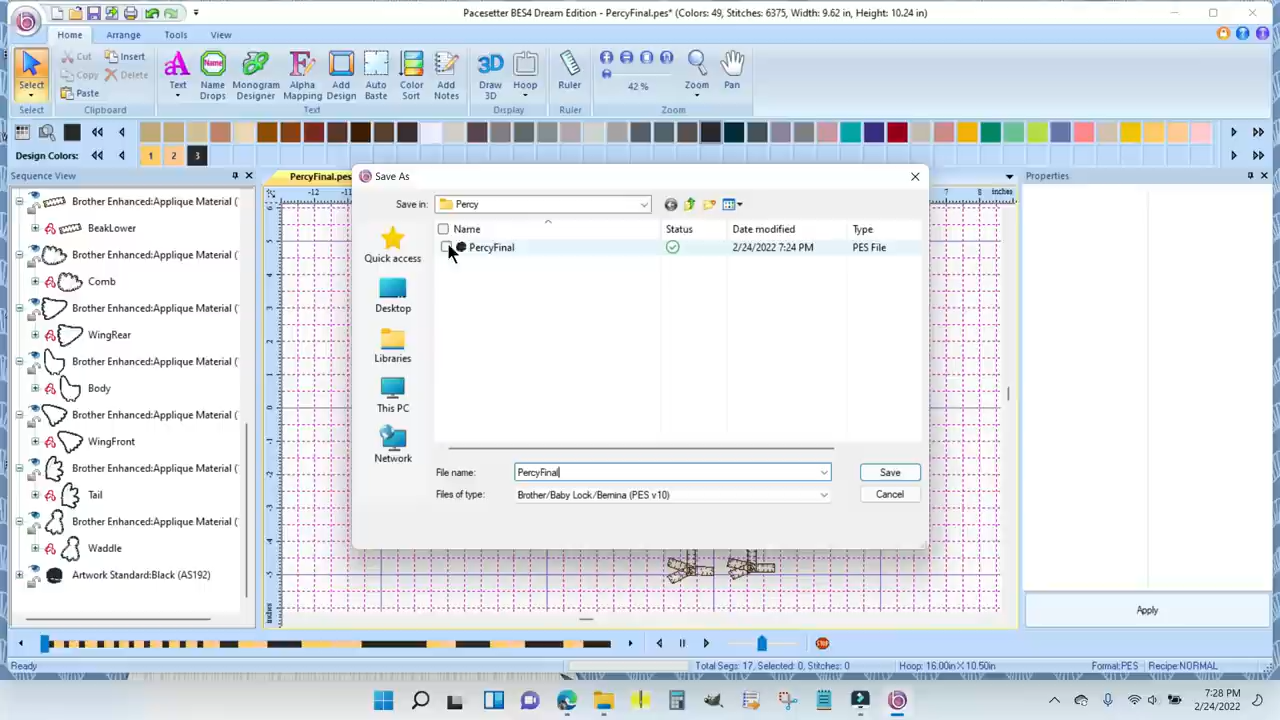 Pacesetter BES4 Dream Edition - PercyFinal.pes* (Colors: 49, Stitches: 6375, Width: 9.62 in, Height: 10.24 in)
Home Arrange Tools View
Select
Select
Cut
Copy
Paste
Insert
Delete
Clipboard
Text
Name Drops
Monogram Designer
Alpha Mapping
Add Design
Auto Baste
Color Sort
Add Notes
Text
Draw 3D
Hoop
Display
Ruler
Ruler
42 %
Zoom
Pan
Zoom
Design Colors: 1 2 3
Sequence View
Brother Enhanced:Applique Material (
BeakLower
Brother Enhanced:Applique Material (
Comb
Brother Enhanced:Applique Material (
WingRear
Brother Enhanced:Applique Material (
Body
Brother Enhanced:Applique Material (
WingFront
Brother Enhanced:Applique Material (
Tail
Brother Enhanced:Applique Material (
Waddle
Artwork Standard:Black (AS192)
PercyFinal.pes
-12 -11
7 8 inches
inches
Save As
Save in: Percy
Quick access
Desktop
Libraries
This PC
Network
Name Status Date modified Type
PercyFinal 2/24/2022 7:24 PM PES File
File name: PercyFinal Save
Files of type: Brother/Baby Lock/Bernina (PES v10) Cancel
Properties
Apply
Ready
Total Segs: 17, Selected: 0, Stitches: 0
Hoop: 16.00in X 10.50in
Format:PES
Recipe:NORMAL
7:28 PM
2/24/2022